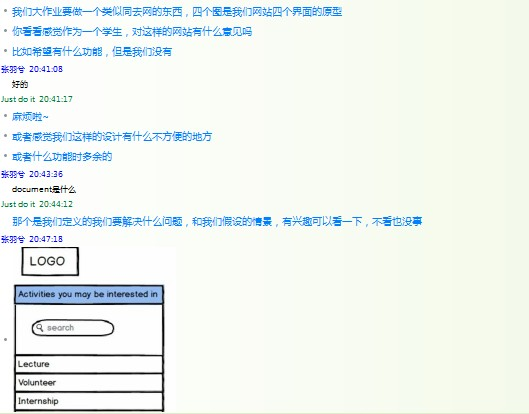 我们大作业要做一个类似同去网的东西，四个图是我们网站四个界面的原型
你看看感觉作为一个学生，对这样的网站有什么意见吗
比如希望有什么功能，但是我们没有
张羽兮 20:41:08
好的
Just do it 20:41:17
麻烦啦~
或者感觉我们这样的设计有什么不方便的地方
或者什么功能时多余的
张羽兮 20:43:36
document是什么
Just do it 20:44:12
那个是我们定义的我们要解决什么问题，和我们假设的情景，有兴趣可以看一下，不看也没事
张羽兮 20:47:18
LOGO
Activities you may be interested in
search
Lecture
Volunteer
Internship